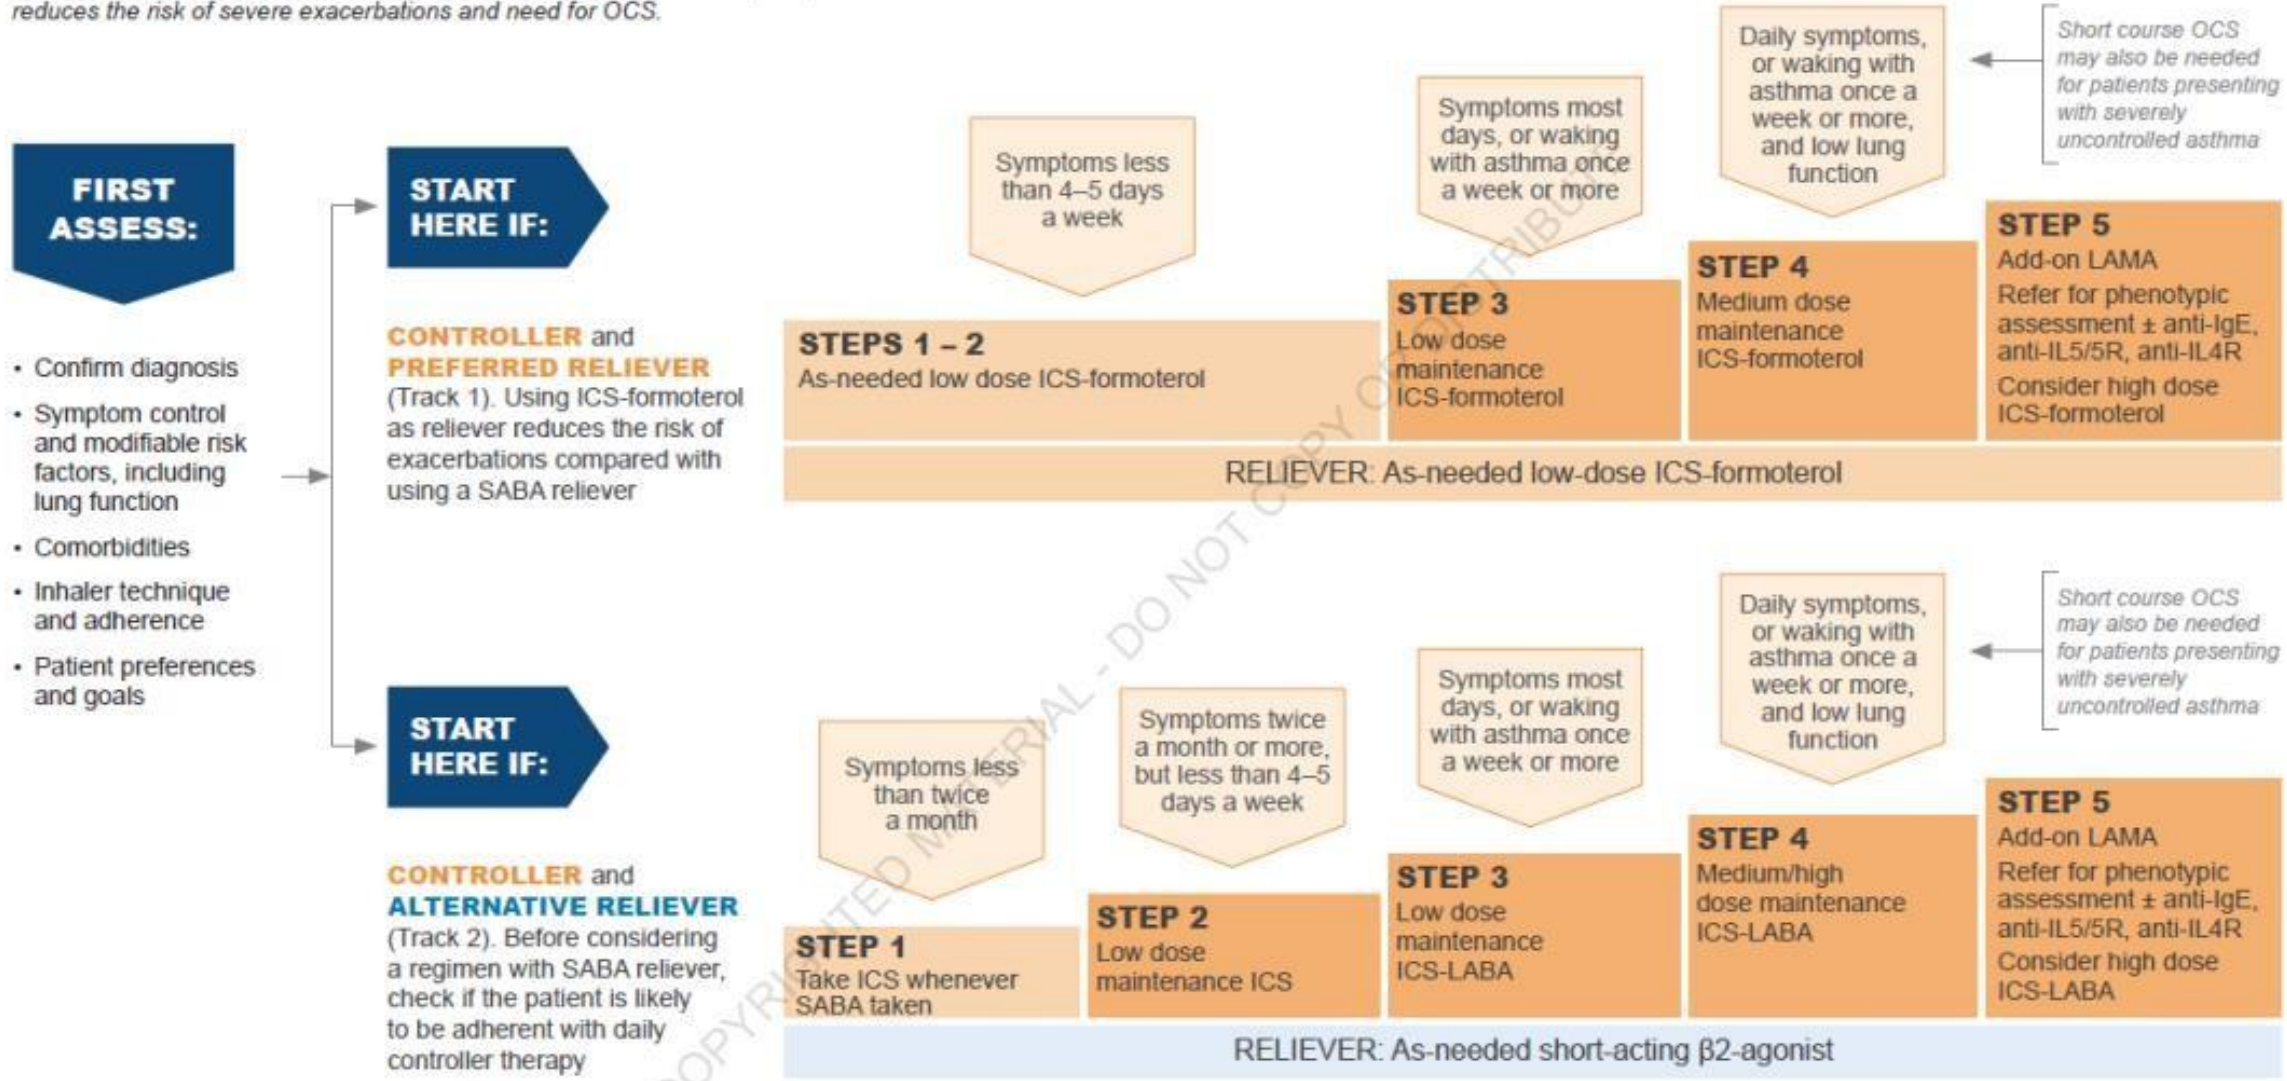 reduces the risk of severe exacerbations and need for OCS.
FIRST
ASSESS:
• Confirm diagnosis
• Symptom control
and modifiable risk
factors, including
lung function
• Comorbidities
• Inhaler technique
and adherence
• Patient preferences
and goals
START
HERE IF:
CONTROLLER and
PREFERRED RELIEVER
(Track 1). Using ICS-formoterol
as reliever reduces the risk of
exacerbations compared with
using a SABA reliever
Symptoms less
than 4–5 days
a week
Symptoms most
days, or waking
with asthma once
a week or more
Daily symptoms,
or waking with
asthma once a
week or more,
and low lung
function
Short course OCS
may also be needed
for patients presenting
with severely
uncontrolled asthma
STEPS 1 – 2
As-needed low dose ICS-formoterol
STEP 3
Low dose
maintenance
ICS-formoterol
STEP 4
Medium dose
maintenance
ICS-formoterol
STEP 5
Add-on LAMA
Refer for phenotypic
assessment ± anti-IgE,
anti-IL5/5R, anti-IL4R
Consider high dose
ICS-formoterol
RELIEVER: As-needed low-dose ICS-formoterol
START
HERE IF:
CONTROLLER and
ALTERNATIVE RELIEVER
(Track 2). Before considering
a regimen with SABA reliever,
check if the patient is likely
to be adherent with daily
controller therapy
Symptoms less
than twice
a month
Symptoms twice
a month or more,
but less than 4–5
days a week
Symptoms most
days, or waking
with asthma once
a week or more
Daily symptoms,
or waking with
asthma once a
week or more,
and low lung
function
Short course OCS
may also be needed
for patients presenting
with severely
uncontrolled asthma
STEP 1
Take ICS whenever
SABA taken
STEP 2
Low dose
maintenance ICS
STEP 3
Low dose
maintenance
ICS-LABA
STEP 4
Medium/high
dose maintenance
ICS-LABA
STEP 5
Add-on LAMA
Refer for phenotypic
assessment ± anti-IgE,
anti-IL5/5R, anti-IL4R
Consider high dose
ICS-LABA
RELIEVER: As-needed short-acting β2-agonist
MATERIAL - DO NOT COPY OR